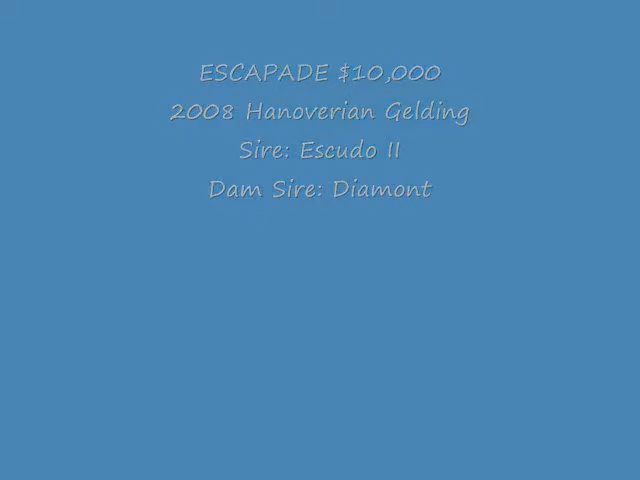 ESCAPADE $10,000
2008 Hanoverian Gelding
Sire: Escudo II
Dam Sire: Diamont